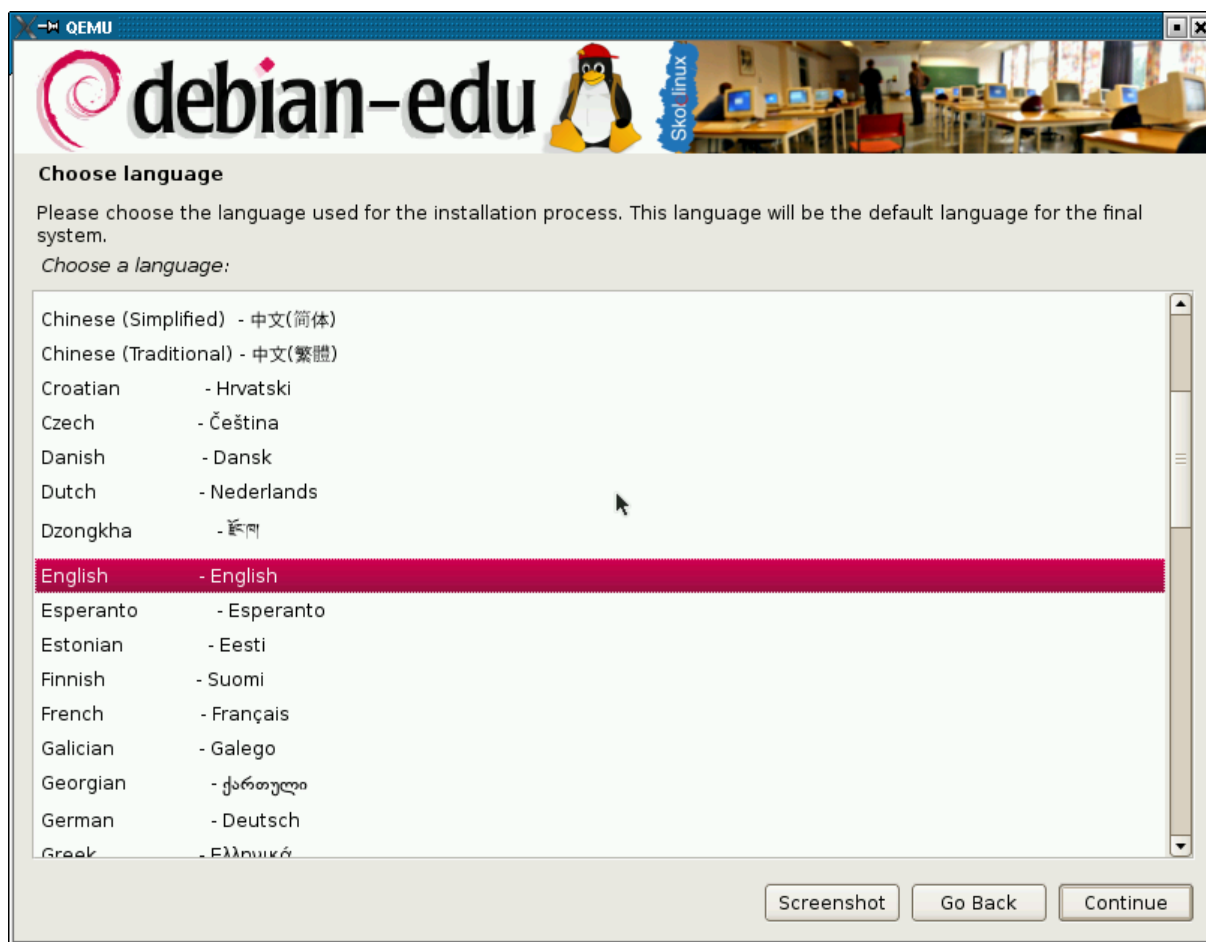 QEMU
debian-edu
Skolelinux
Choose language
Please choose the language used for the installation process. This language will be the default language for the final
system.
Choose a language:
Chinese (Simplified) - 中文(简体)
Chinese (Traditional) - 中文(繁體)
Croatian - Hrvatski
Czech - Čeština
Danish - Dansk
Dutch - Nederlands
Dzongkha - རྫོང་ཁ།
English - English
Esperanto - Esperanto
Estonian - Eesti
Finnish - Suomi
French - Français
Galician - Galego
Georgian - ქართული
German - Deutsch
Greek - Ελληνικά
Screenshot
Go Back
Continue